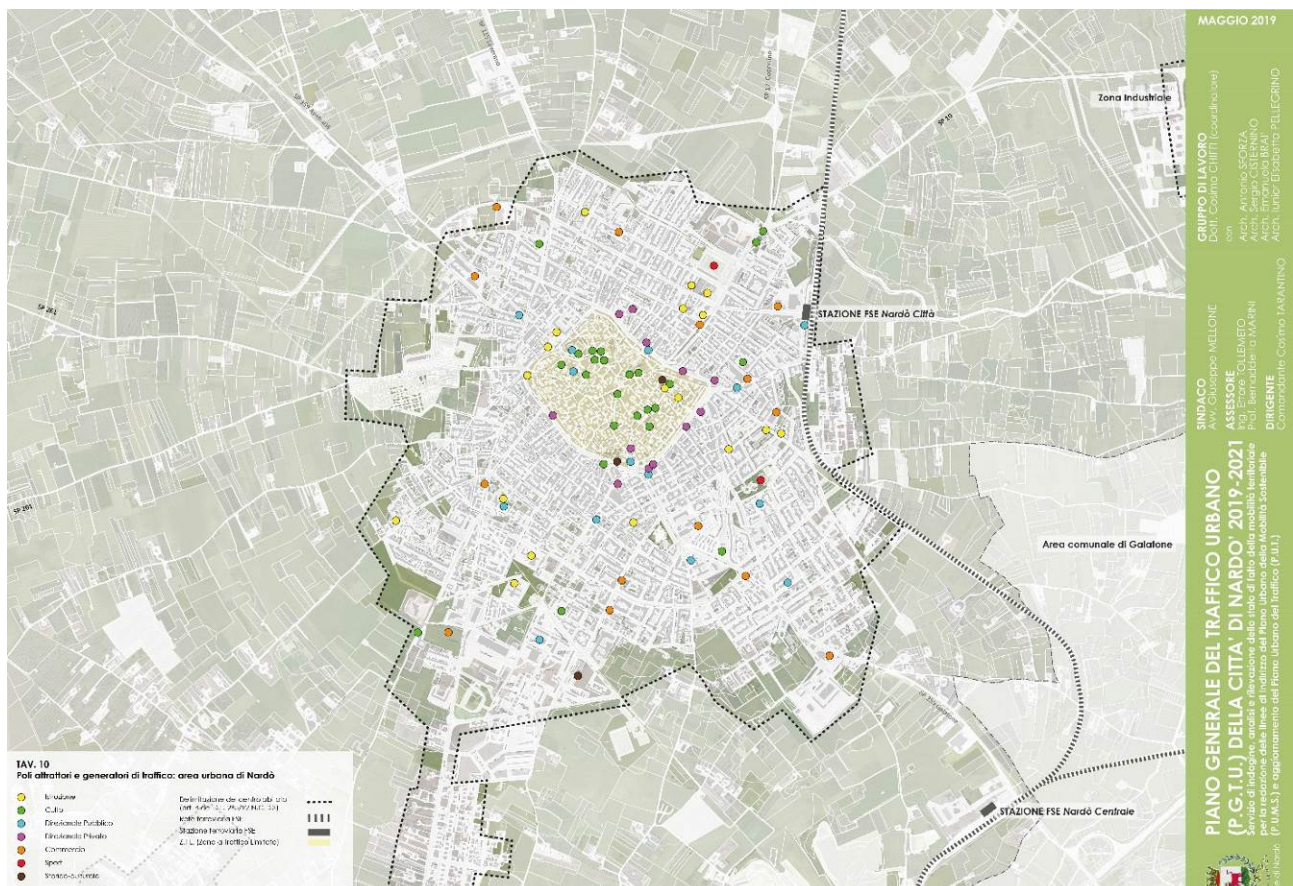 MAGGIO 2019
GRUPPO DI LAVORO
Dott. Cosimo CHIFFI (coordinatore)
con
Arch. Antonio SFORZA
Arch. Sergio CISTERNINO
Arch. Emanuela BRAI'
Arch. Junior Elisabetta PELLEGRINO
SINDACO
Avv. Giuseppe MELLONE
ASSESSORE
Ing. Ettore TOLLEMETO
Prof. Bernaddetta MARINI
DIRIGENTE
Comandante Cosimo TARANTINO
PIANO GENERALE DEL TRAFFICO URBANO
(P.G.T.U.) DELLA CITTA' DI NARDO' 2019-2021
Servizio di indagine, analisi e rilevazione dello stato di fatto della mobilità territoriale
per la redazione delle linee di indirizzo del Piano Urbano della Mobilità Sostenibile
(P.U.M.S.) e aggiornamento del Piano Urbano del Traffico (P.U.T.)
Zona Industriale
SP 19
STAZIONE FSE Nardò Città
Area comunale di Galatone
STAZIONE FSE Nardò Centrale
TAV. 10
Poli attrattori e generatori di traffico: area urbana di Nardò
Istruzione
Culto
Direzionale Pubblico
Direzionale Privato
Commercio
Sport
Storico-culturale
Delimitazione del centro abitato
Rete ferroviaria FSE
Stazione ferroviaria FSE
Z.T.L. (Zona a Traffico Limitato)